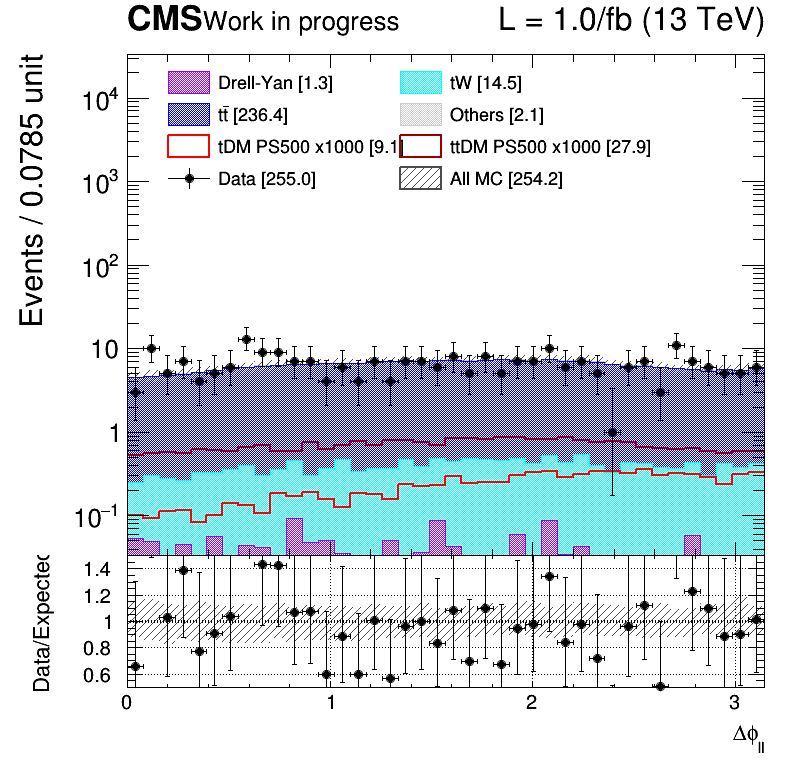 CMS Work in progress L = 1.0/fb (13 TeV)
Events / 0.0785 unit
Drell-Yan [1.3] tW [14.5]
tt̄ [236.4] Others [2.1]
tDM PS500 x1000 [9.1] ttDM PS500 x1000 [27.9]
Data [255.0] All MC [254.2]
10⁴
10³
10²
10
1
10⁻¹
Data/Expected
1.4
1.2
1
0.8
0.6
0 1 2 3
Δϕ_ll